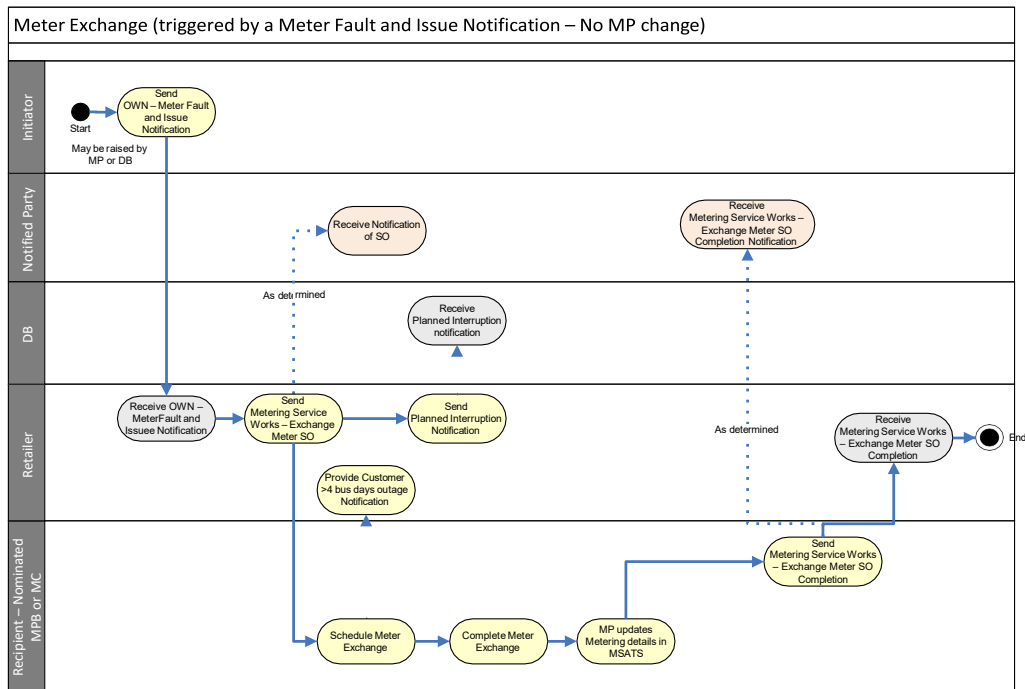 Meter Exchange (triggered by a Meter Fault and Issue Notification – No MP change)
Initiator
Send
OWN – Meter Fault
and Issue
Notification
Start
May be raised by
MP or DB
Notified Party
Receive Notification
of SO
Receive
Metering Service Works –
Exchange Meter SO
Completion Notification
As determined
DB
Receive
Planned Interruption
notification
Retailer
Receive OWN –
MeterFault and
Issuee Notification
Send
Metering Service
Works – Exchange
Meter SO
Send
Planned Interruption
Notification
As determined
Receive
Metering Service Works
– Exchange Meter SO
Completion
End
Provide Customer
>4 bus days outage
Notification
Recipient – Nominated
MPB or MC
Send
Metering Service Works
– Exchange Meter SO
Completion
Schedule Meter
Exchange
Complete Meter
Exchange
MP updates
Metering details in
MSATS